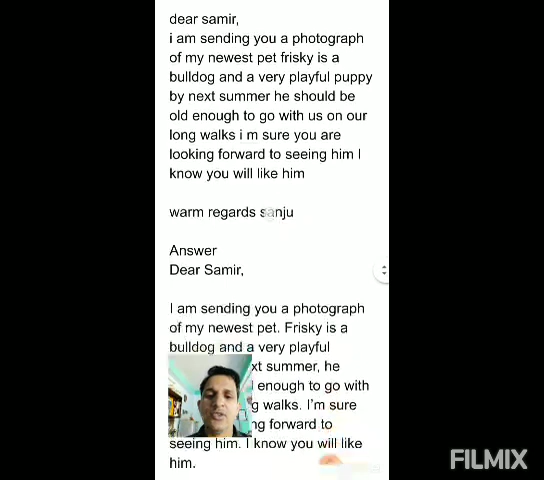 dear samir,
i am sending you a photograph
of my newest pet frisky is a
bulldog and a very playful puppy
by next summer he should be
old enough to go with us on our
long walks i m sure you are
looking forward to seeing him I
know you will like him
warm regards sanju
Answer
Dear Samir,
I am sending you a photograph
of my newest pet. Frisky is a
bulldog and a very playful
xt summer, he
enough to go with
g walks. I'm sure
ng forward to
seeing him. I know you will like
him.
FILMIX